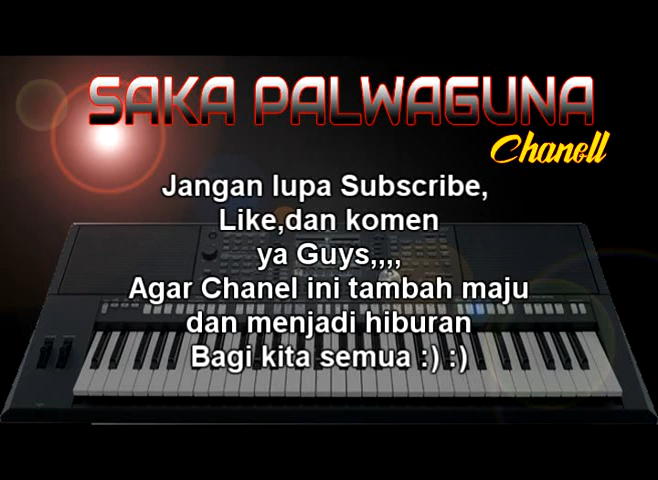 SAKA PALWAGUNA
Chanell
Jangan lupa Subscribe,
Like,dan komen
ya Guys,,,,
Agar Chanel ini tambah maju
dan menjadi hiburan
Bagi kita semua :) :)